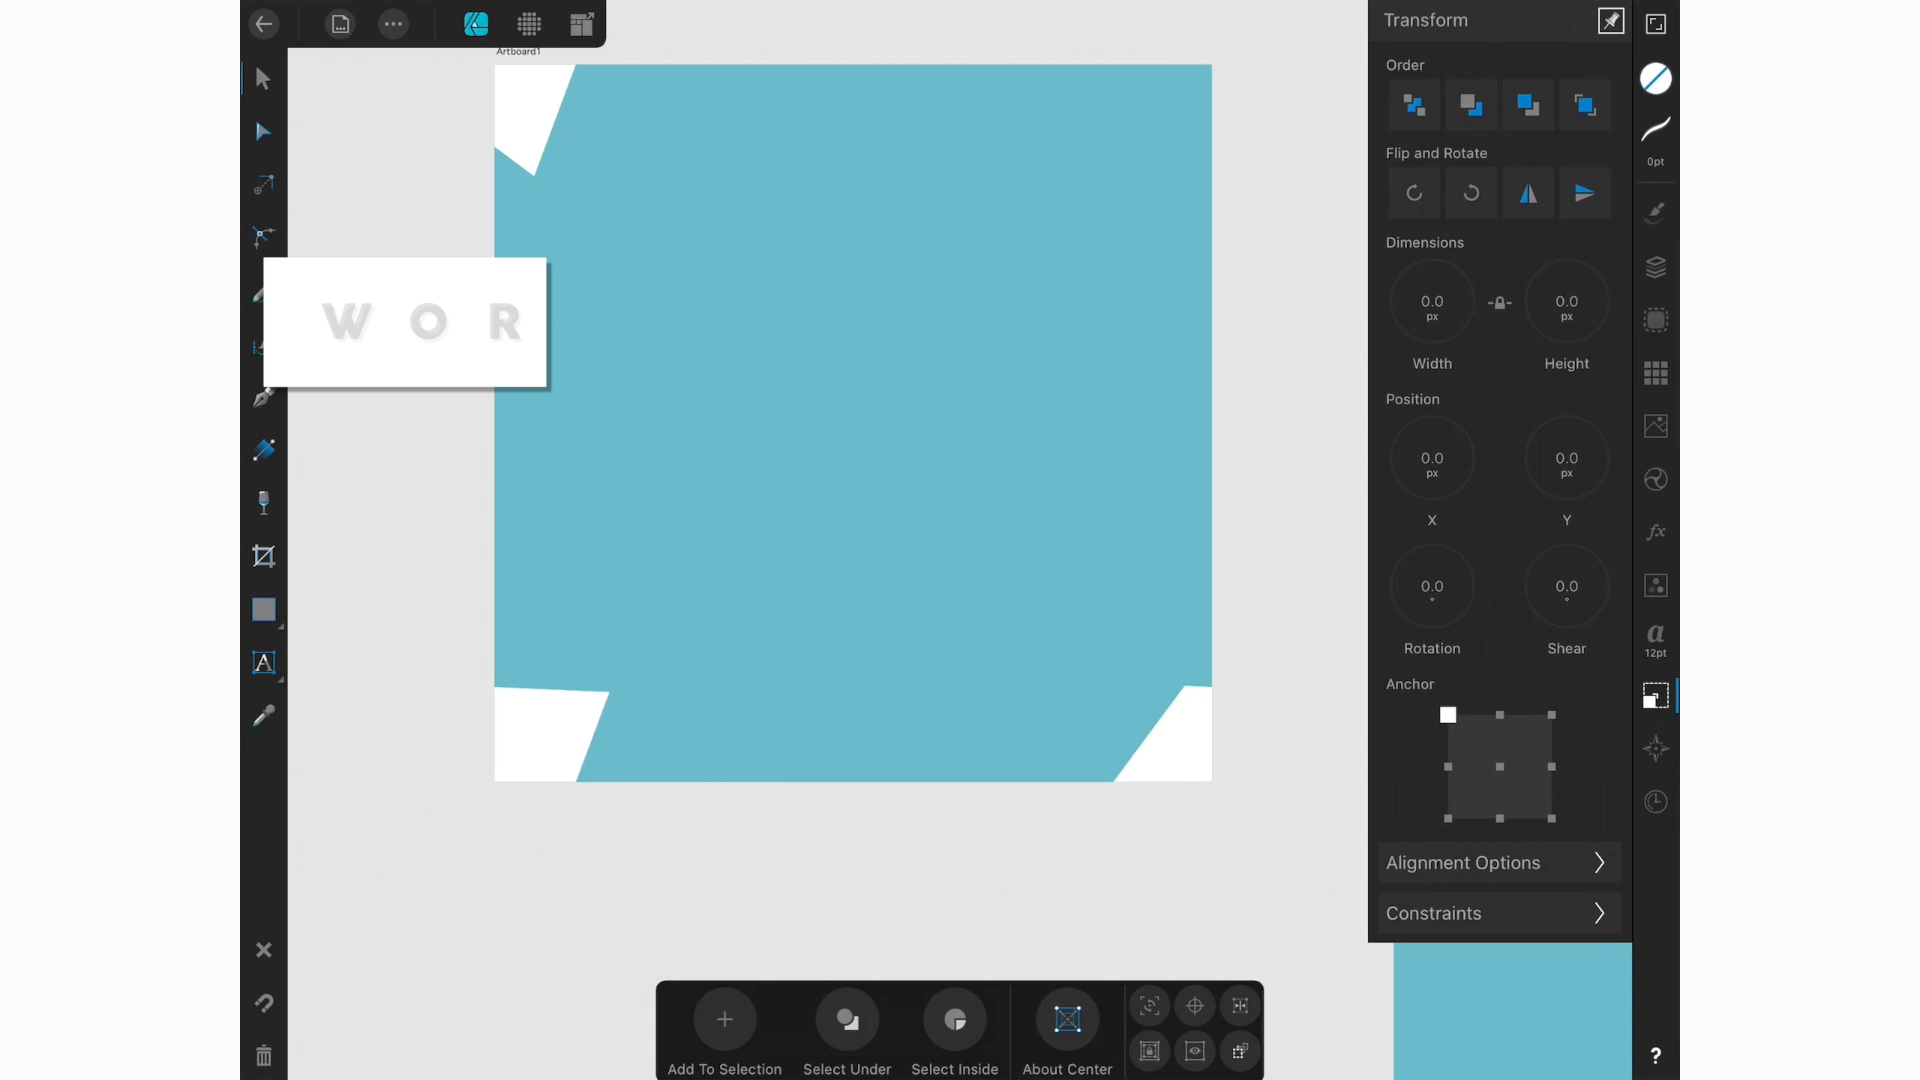 Transform
Artboard1
Order
0pt
Flip and Rotate
Dimensions
W O R
0.0 0.0
px px
Width Height
Position
0.0 0.0
px px
X Y
fx
0.0 0.0
° °
a
12pt
Rotation Shear
A
Anchor
Alignment Options
Constraints
?
Add To Selection Select Under Select Inside About Center